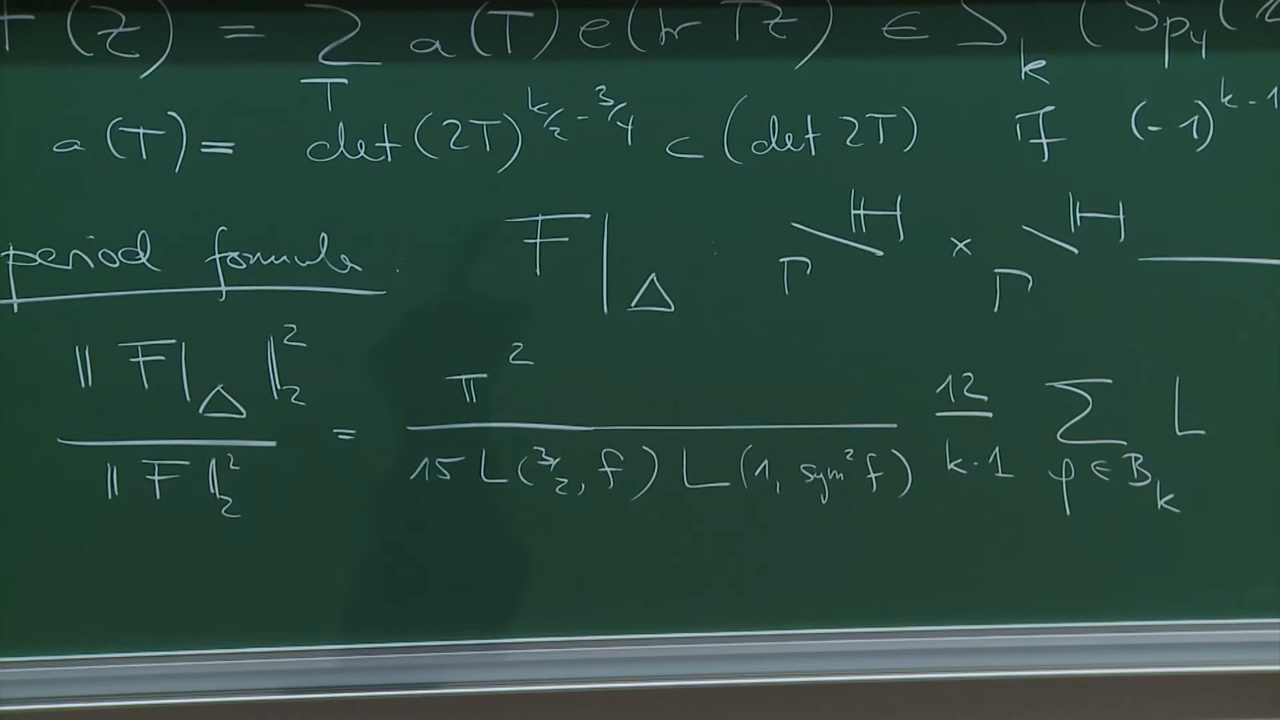 F(Z) = ∑_T a(T) e(tr TZ) ∈ S_k (Sp_4(
a(T) = det(2T)^{k/2 - 3/4} c(det 2T) if (-1)^{k-1
period formula : F|_Δ : Γ\ℍ × Γ\ℍ —
‖F|_Δ‖_2^2 / ‖F‖_2^2 = π^2 / (15 L(3/2, f) L(1, sym^2 f)) 12/(k·1) ∑_{φ ∈ B_k} L